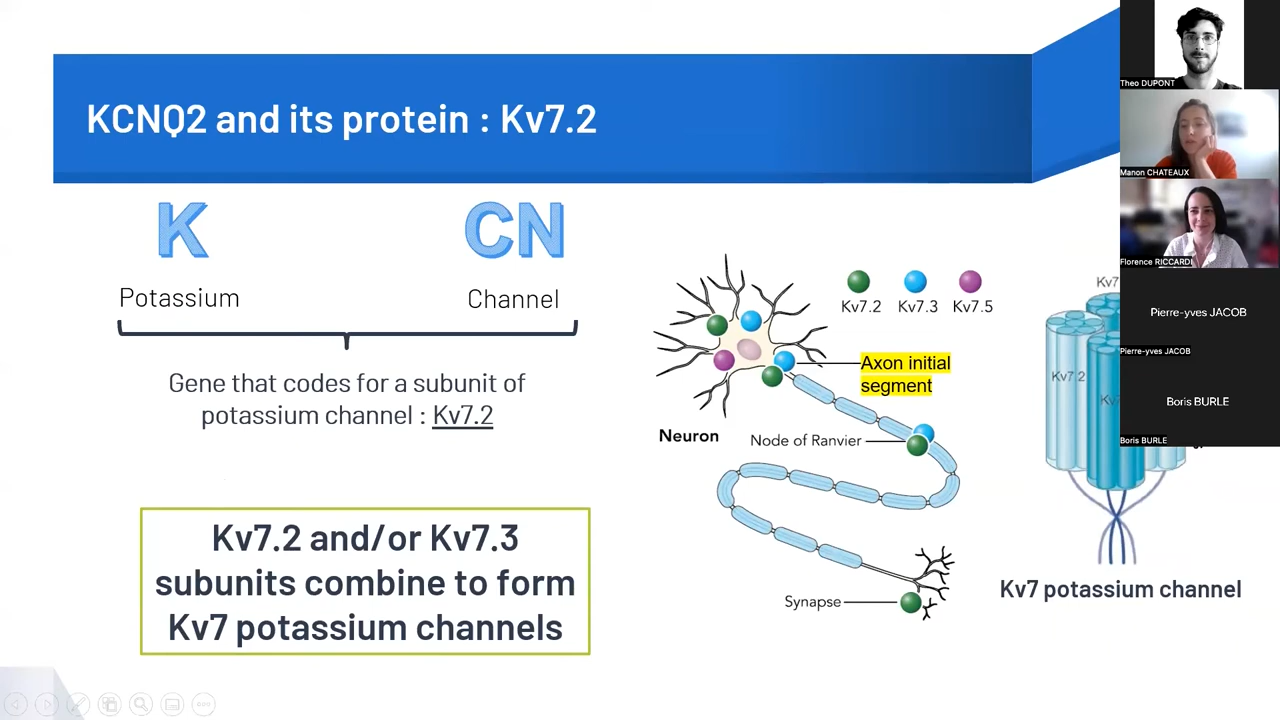 KCNQ2 and its protein : Kv7.2
K
CN
Potassium
Channel
Gene that codes for a subunit of
potassium channel : Kv7.2
Kv7.2 and/or Kv7.3
subunits combine to form
Kv7 potassium channels
Kv7.2
Kv7.3
Kv7.5
Axon initial
segment
Neuron
Node of Ranvier
Synapse
Kv7.2
Kv7 potassium channel
Theo DUPONT
Manon CHATEAUX
Florence RICCARDI
Pierre-yves JACOB
Pierre-yves JACOB
Boris BURLE
Boris BURLE